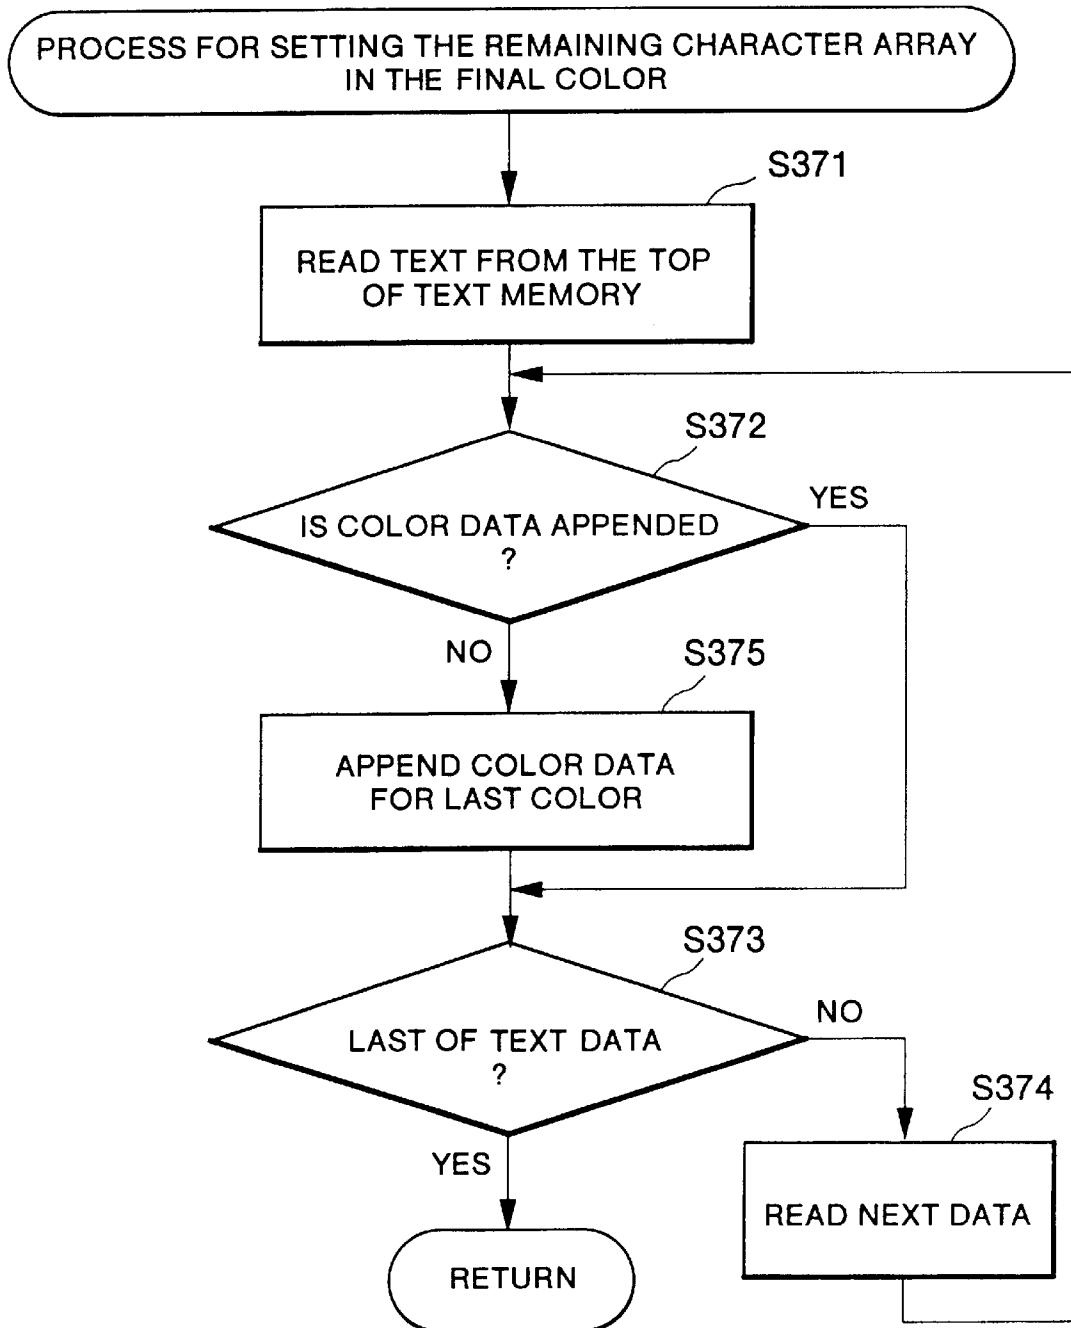 PROCESS FOR SETTING THE REMAINING CHARACTER ARRAY
IN THE FINAL COLOR
S371
READ TEXT FROM THE TOP
OF TEXT MEMORY
S372
IS COLOR DATA APPENDED
?
YES
NO
S375
APPEND COLOR DATA
FOR LAST COLOR
S373
LAST OF TEXT DATA
?
NO
YES
S374
READ NEXT DATA
RETURN